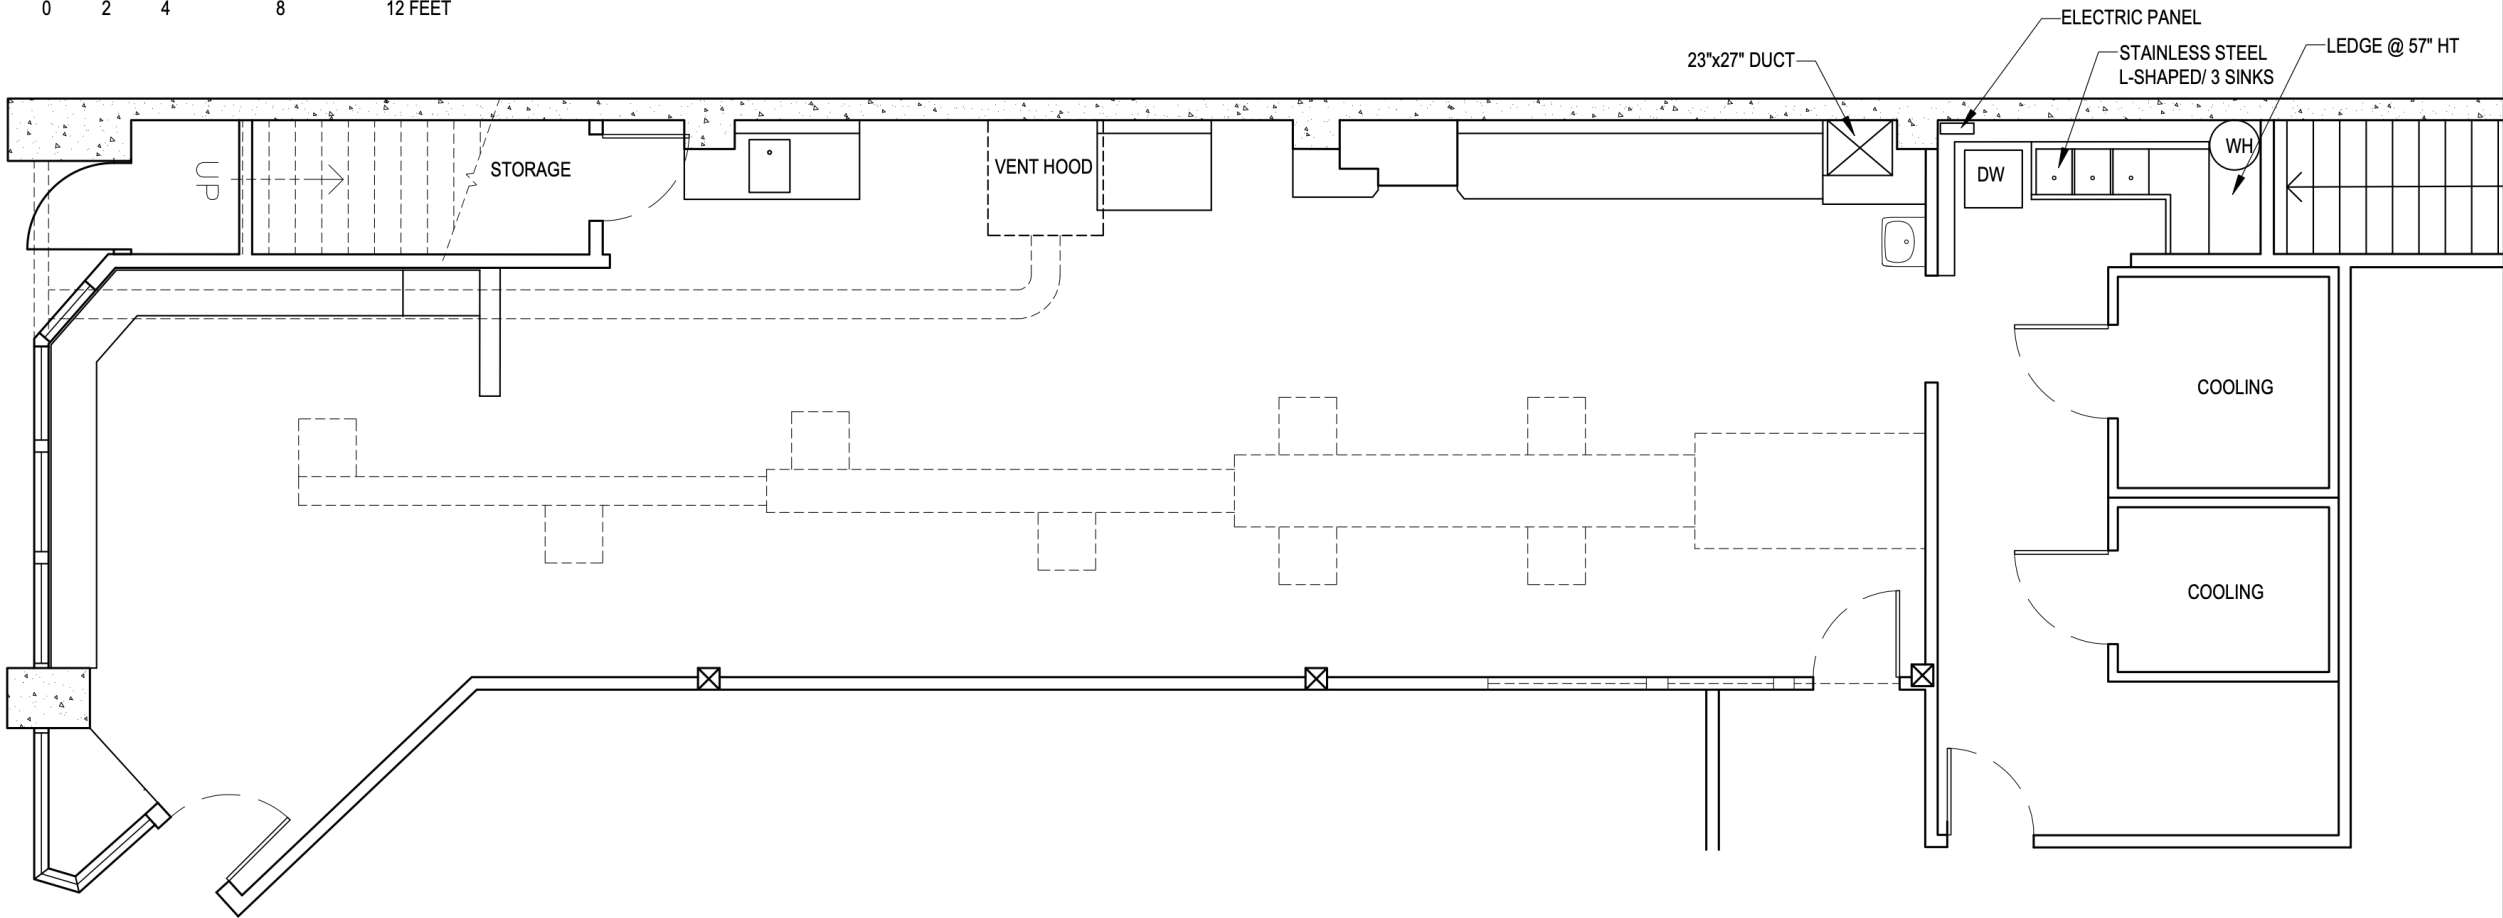 0 2 4 8 12 FEET
ELECTRIC PANEL
23"x27" DUCT
STAINLESS STEEL
L-SHAPED/ 3 SINKS
LEDGE @ 57" HT
UP
STORAGE
VENT HOOD
DW
WH
COOLING
COOLING